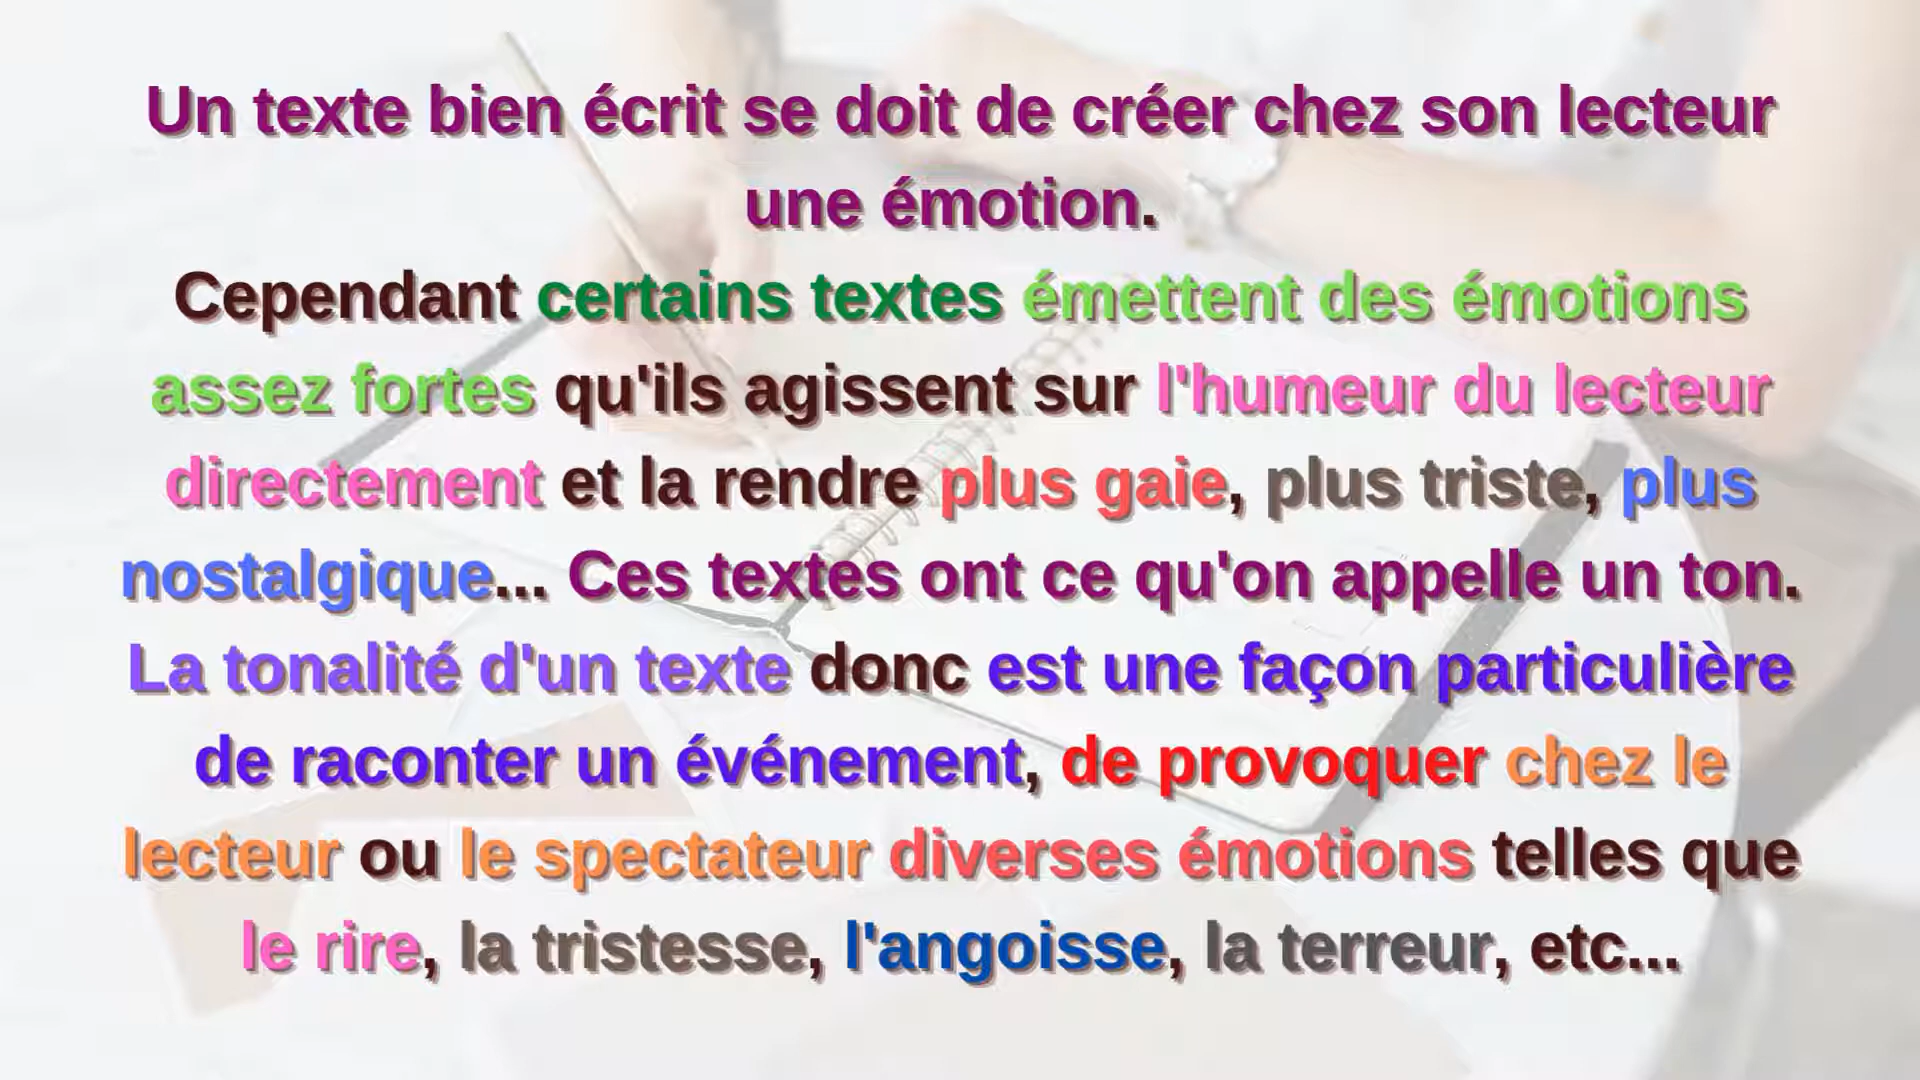 Un texte bien écrit se doit de créer chez son lecteur
une émotion.
Cependant certains textes émettent des émotions
assez fortes qu'ils agissent sur l'humeur du lecteur
directement et la rendre plus gaie, plus triste, plus
nostalgique... Ces textes ont ce qu'on appelle un ton.
La tonalité d'un texte donc est une façon particulière
de raconter un événement, de provoquer chez le
lecteur ou le spectateur diverses émotions telles que
le rire, la tristesse, l'angoisse, la terreur, etc...